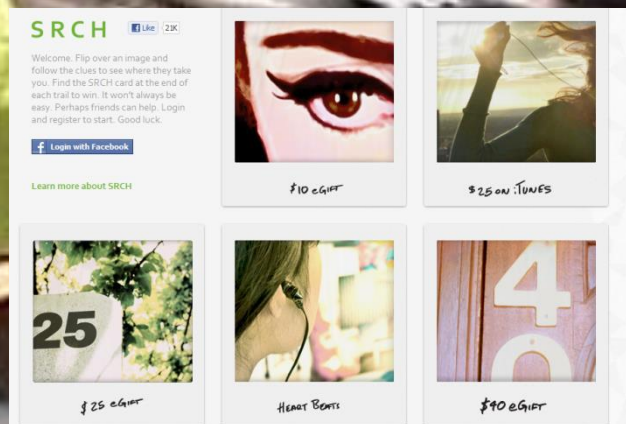 SRCH
Like 21K
Welcome. Flip over an image and
follow the clues to see where they take
you. Find the SRCH card at the end of
each trail to win. It won't always be
easy. Perhaps friends can help. Login
and register to start. Good luck.
f Login with Facebook
Learn more about SRCH
$10 eGIFT
$25 ON iTUNES
25
$25 eGIFT
HEART BEATS
40
$40 eGIFT